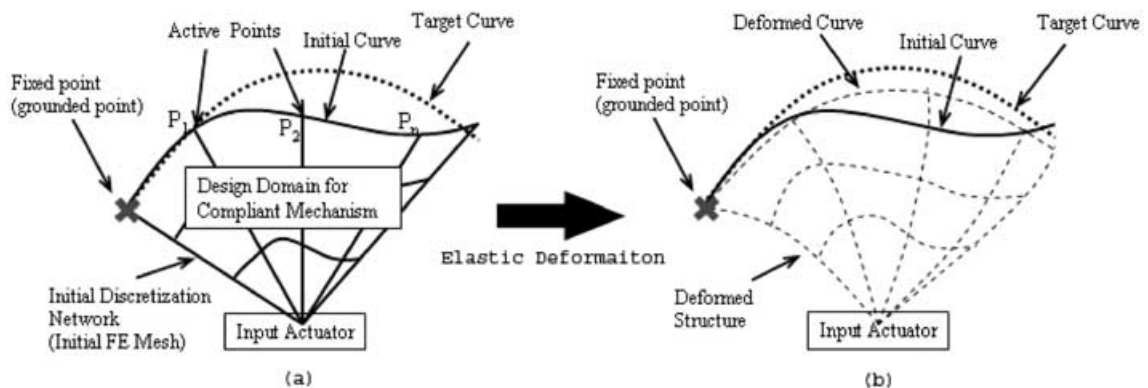 Active Points
Initial Curve
Target Curve
Fixed point
(grounded point)
P1
P2
Pn
Design Domain for
Compliant Mechanism
Initial Discretization
Network
(Initial FE Mesh)
Input Actuator
(a)
Elastic Deformaiton
Deformed Curve
Initial Curve
Target Curve
Fixed point
(grounded point)
Deformed
Structure
Input Actuator
(b)